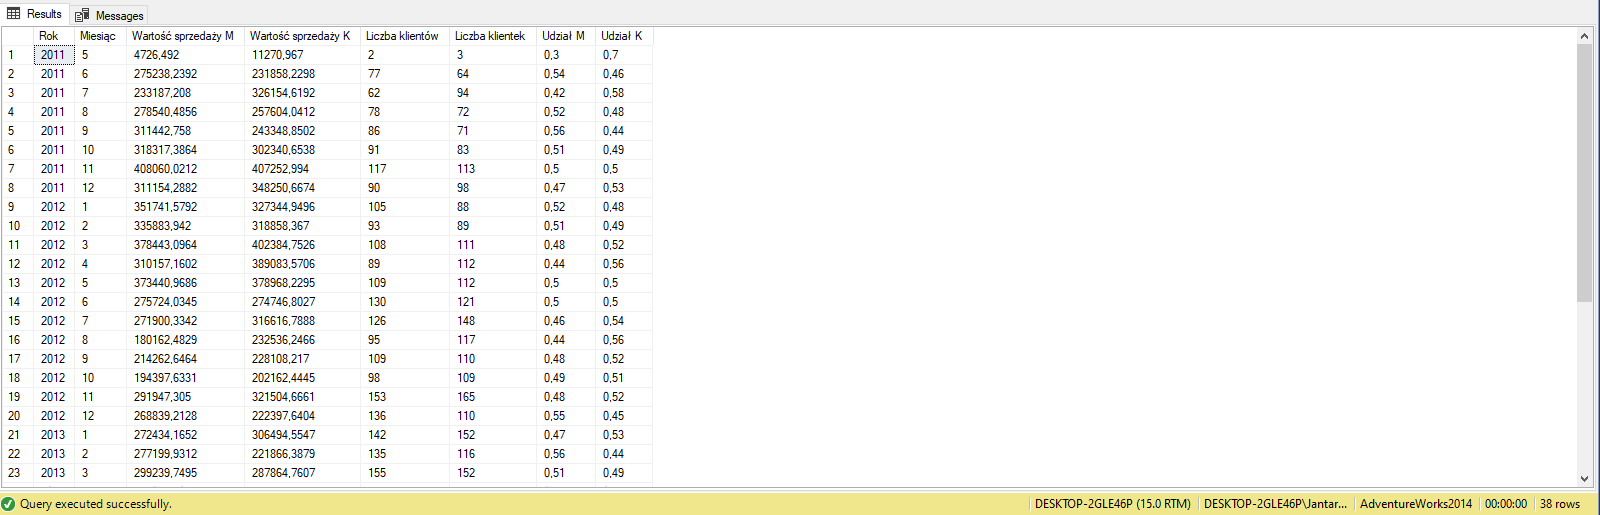 Results Messages
Rok Miesiąc Wartość sprzedaży M Wartość sprzedaży K Liczba klientów Liczba klientek Udział M Udział K
1 2011 5 4726,492 11270,967 2 3 0,3 0,7
2 2011 6 275238,2392 231858,2298 77 64 0,54 0,46
3 2011 7 233187,208 326154,6192 62 94 0,42 0,58
4 2011 8 278540,4856 257604,0412 78 72 0,52 0,48
5 2011 9 311442,758 243348,8502 86 71 0,56 0,44
6 2011 10 318317,3864 302340,6538 91 83 0,51 0,49
7 2011 11 408060,0212 407252,994 117 113 0,5 0,5
8 2011 12 311154,2882 348250,6674 90 98 0,47 0,53
9 2012 1 351741,5792 327344,9496 105 88 0,52 0,48
10 2012 2 335883,942 318858,367 93 89 0,51 0,49
11 2012 3 378443,0964 402384,7526 108 111 0,48 0,52
12 2012 4 310157,1602 389083,5706 89 112 0,44 0,56
13 2012 5 373440,9686 378968,2295 109 112 0,5 0,5
14 2012 6 275724,0345 274746,8027 130 121 0,5 0,5
15 2012 7 271900,3342 316616,7888 126 148 0,46 0,54
16 2012 8 180162,4829 232536,2466 95 117 0,44 0,56
17 2012 9 214262,6464 228108,217 109 110 0,48 0,52
18 2012 10 194397,6331 202162,4445 98 109 0,49 0,51
19 2012 11 291947,305 321504,6661 153 165 0,48 0,52
20 2012 12 268839,2128 222397,6404 136 110 0,55 0,45
21 2013 1 272434,1652 306494,5547 142 152 0,47 0,53
22 2013 2 277199,9312 221866,3879 135 116 0,56 0,44
23 2013 3 299239,7495 287864,7607 155 152 0,51 0,49
Query executed successfully. DESKTOP-2GLE46P (15.0 RTM) DESKTOP-2GLE46P\Jantar... AdventureWorks2014 00:00:00 38 rows